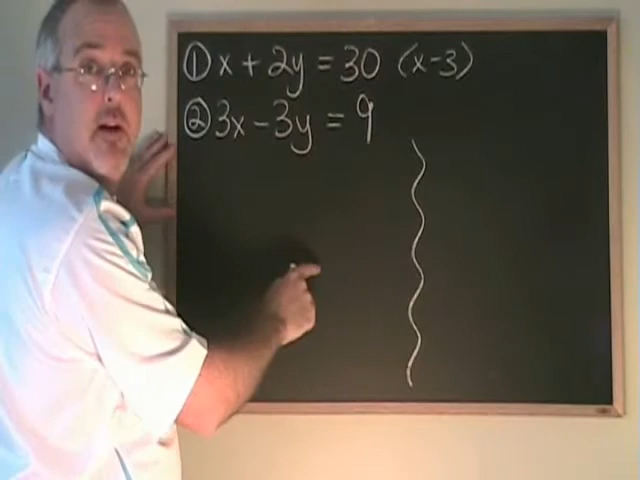 ① x + 2y = 30 (x-3)
② 3x - 3y = 9